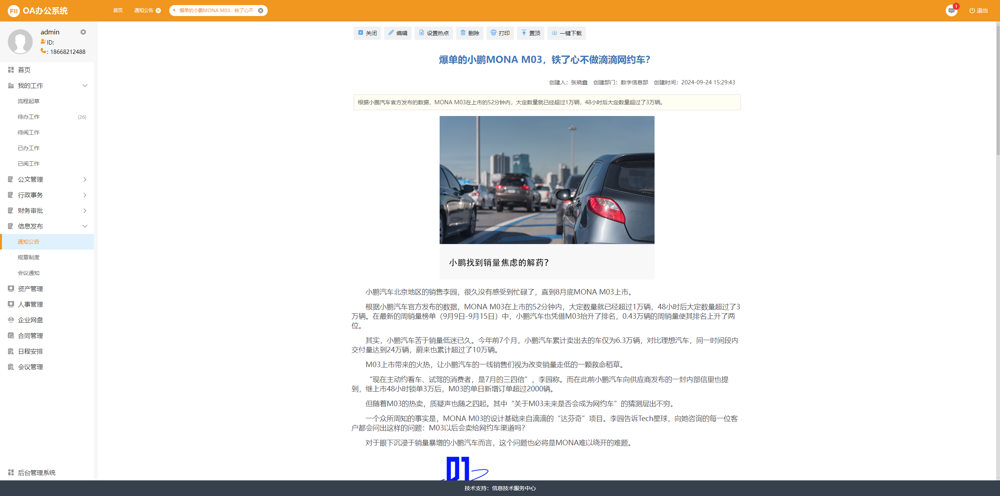 FII OA办公系统
首页
通知公告
爆单的小鹏MONA M03，铁了心不
1
退出
admin
ID:
: 18668212488
首页
我的工作
流程起草
待办工作 (26)
待阅工作
已办工作
已阅工作
公文管理
行政事务
财务审批
信息发布
通知公告
规章制度
会议通知
资产管理
人事管理
企业网盘
合同管理
日程安排
会议管理
后台管理系统
关闭 编辑 设置热点 删除 打印 置顶 一键下载
爆单的小鹏MONA M03，铁了心不做滴滴网约车？
创建人：张晓鑫 创建部门：数字信息部 创建时间：2024-09-24 15:29:43
根据小鹏汽车官方发布的数据，MONA M03在上市的52分钟内，大定数量就已经超过1万辆，48小时后大定数量超过了3万辆。
小鹏找到销量焦虑的解药？
小鹏汽车北京地区的销售李园，很久没有感受到忙碌了，直到8月底MONA M03上市。
根据小鹏汽车官方发布的数据，MONA M03在上市的52分钟内，大定数量就已经超过1万辆，48小时后大定数量超过了3
万辆。在最新的周销量榜单（9月9日-9月15日）中，小鹏汽车也凭借M03抬升了排名，0.43万辆的周销量使其排名上升了两
位。
其实，小鹏汽车苦于销量低迷已久。今年前7个月，小鹏汽车累计卖出去的车仅为6.3万辆，对比理想汽车，同一时间段内
交付量达到24万辆，蔚来也累计超过了10万辆。
M03上市带来的火热，让小鹏汽车的一线销售们视为改变销量走低的一颗救命稻草。
“现在主动约看车、试驾的消费者，是7月的三四倍”，李园称。而在此前小鹏汽车向供应商发布的一封内部信里也提
到，继上市48小时锁单3万后，M03的单日新增订单超过2000辆。
但随着M03的热卖，质疑声也随之四起。其中“关于M03未来是否会成为网约车”的猜测层出不穷。
一个众所周知的事实是，MONA M03的设计基础来自滴滴的“达芬奇”项目。李园告诉Tech星球，向她咨询的每一位客
户都会问出这样的问题：M03以后会卖给网约车渠道吗？
对于眼下沉浸于销量暴增的小鹏汽车而言，这个问题也必将是MONA难以绕开的难题。
01
技术支持：信息技术服务中心